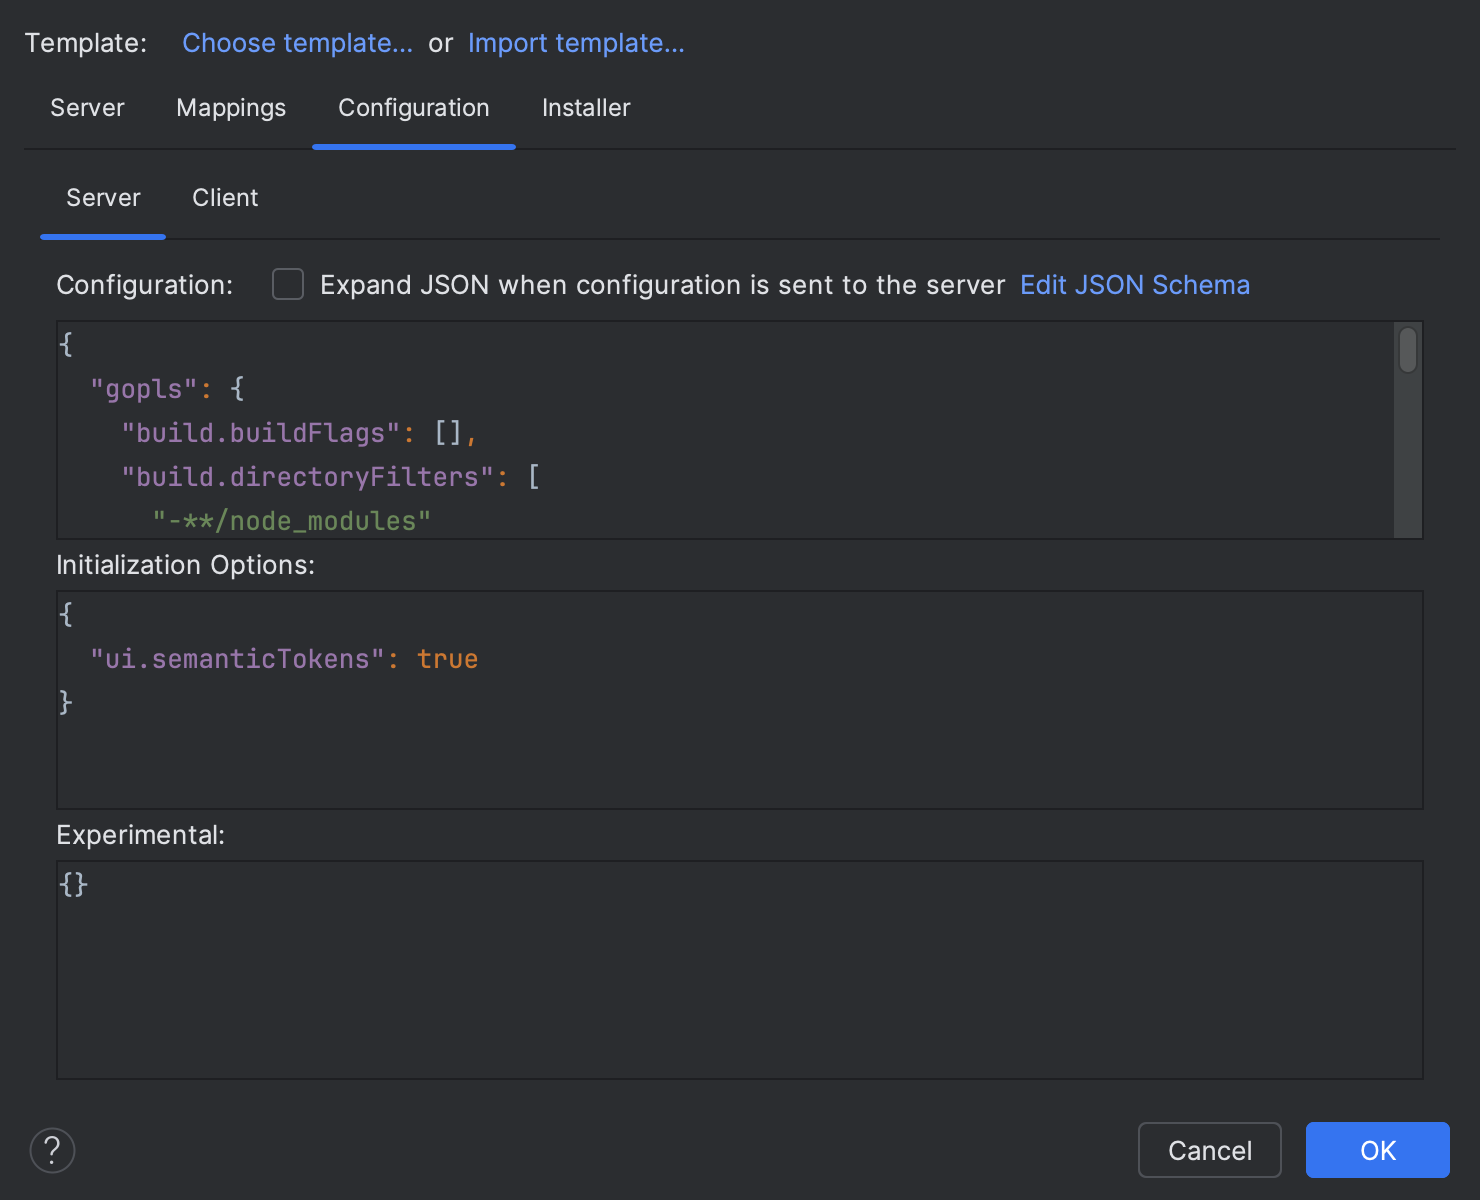 Template: Choose template... or Import template...
Server Mappings Configuration Installer
Server Client
Configuration: Expand JSON when configuration is sent to the server Edit JSON Schema
{
  "gopls": {
    "build.buildFlags": [],
    "build.directoryFilters": [
      "-**/node_modules"
Initialization Options:
{
  "ui.semanticTokens": true
}
Experimental:
{}
? Cancel OK